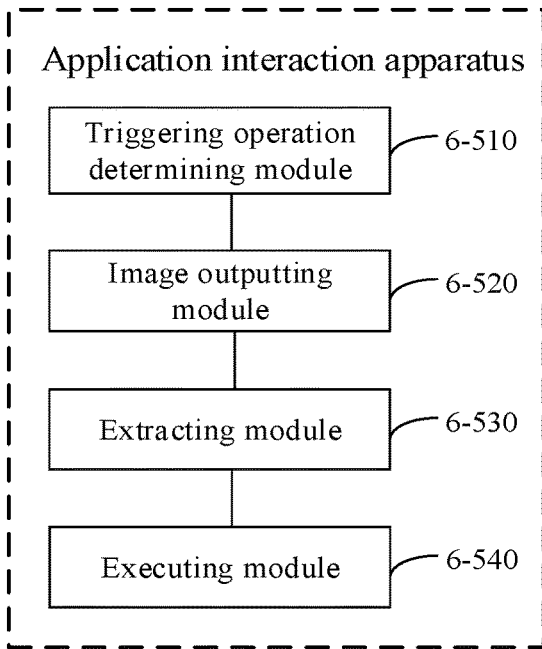 Application interaction apparatus
Triggering operation
determining module
6-510
Image outputting
module
6-520
Extracting module
6-530
Executing module
6-540